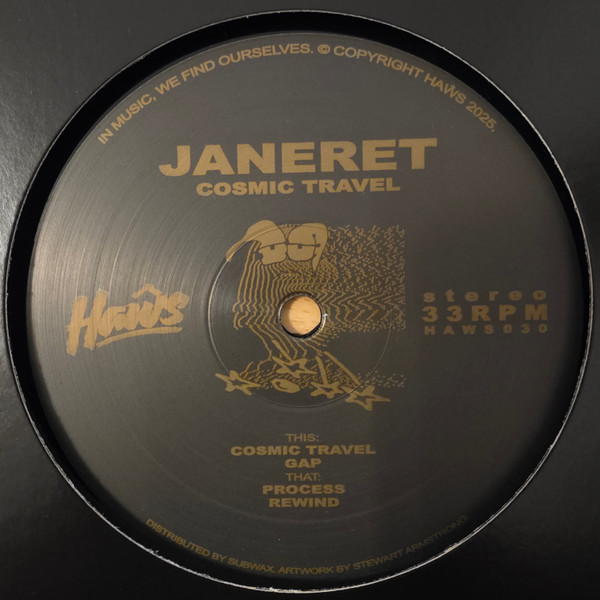 IN MUSIC, WE FIND OURSELVES. © COPYRIGHT HAWS 2025.
JANERET
COSMIC TRAVEL
Haws
stereo
33RPM
HAWS030
THIS:
COSMIC TRAVEL
GAP
THAT:
PROCESS
REWIND
DISTRIBUTED BY SUBWAX. ARTWORK BY STEWART ARMSTRONG.